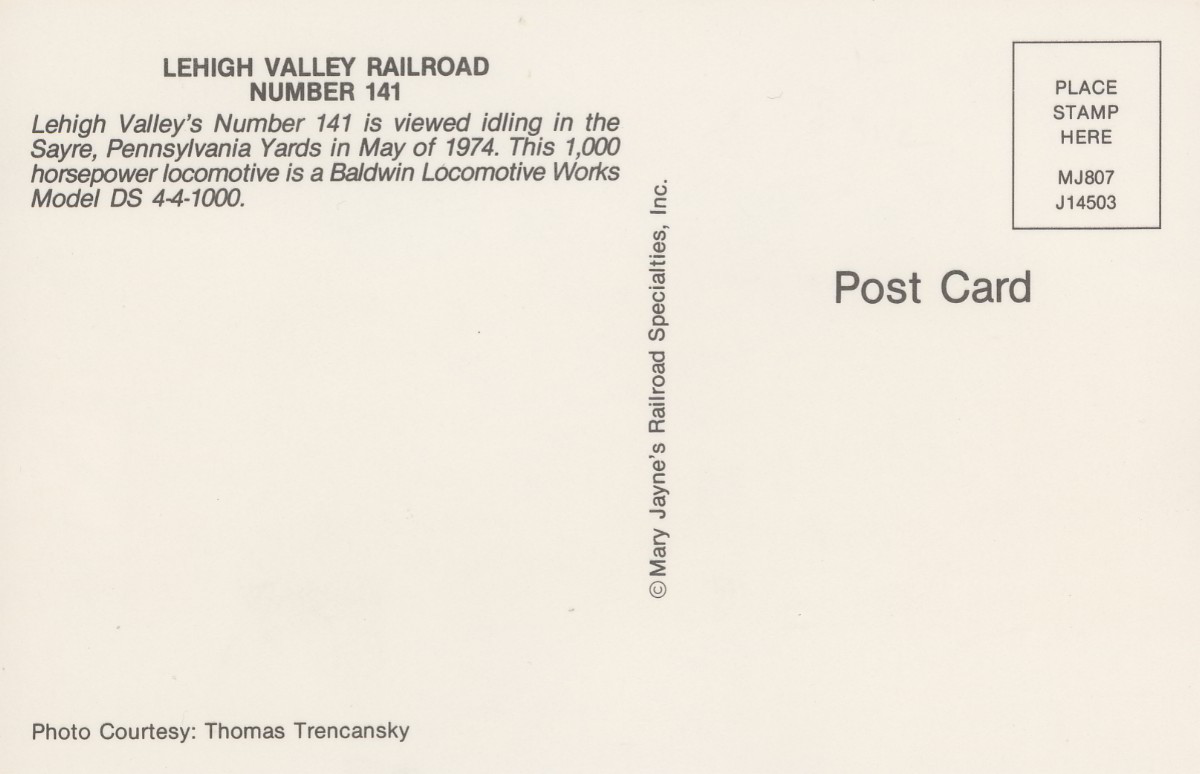 LEHIGH VALLEY RAILROAD
NUMBER 141
Lehigh Valley's Number 141 is viewed idling in the
Sayre, Pennsylvania Yards in May of 1974. This 1,000
horsepower locomotive is a Baldwin Locomotive Works
Model DS 4-4-1000.
Photo Courtesy: Thomas Trencansky
©Mary Jayne's Railroad Specialties, Inc.
PLACE
STAMP
HERE
MJ807
J14503
Post Card